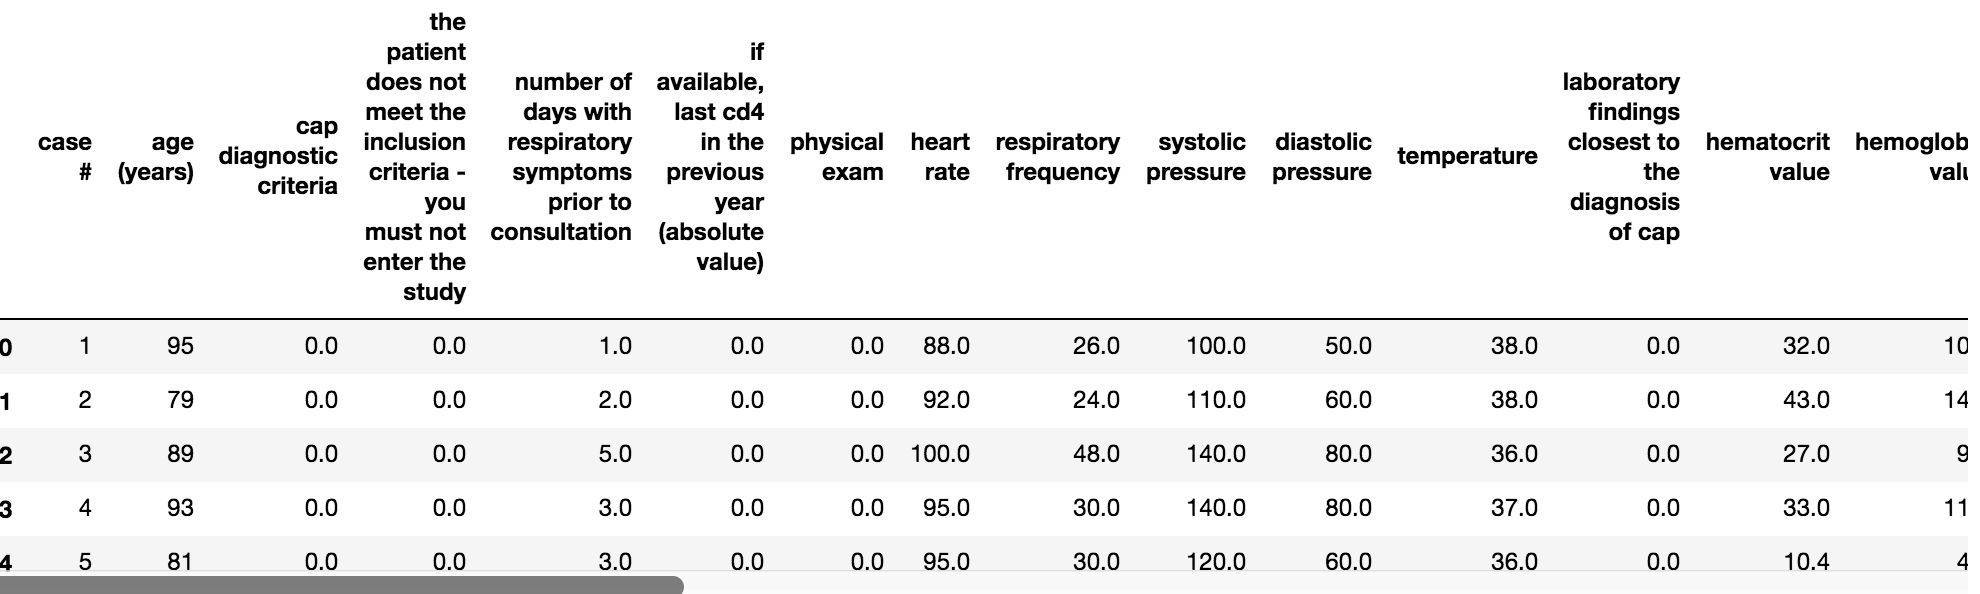 case #
age (years)
cap diagnostic criteria
the patient does not meet the inclusion criteria - you must not enter the study
number of days with respiratory symptoms prior to consultation
if available, last cd4 in the previous year (absolute value)
physical exam
heart rate
respiratory frequency
systolic pressure
diastolic pressure
temperature
laboratory findings closest to the diagnosis of cap
hematocrit value
hemoglob valu
0 1 95 0.0 0.0 1.0 0.0 0.0 88.0 26.0 100.0 50.0 38.0 0.0 32.0 10
1 2 79 0.0 0.0 2.0 0.0 0.0 92.0 24.0 110.0 60.0 38.0 0.0 43.0 14
2 3 89 0.0 0.0 5.0 0.0 0.0 100.0 48.0 140.0 80.0 36.0 0.0 27.0 9
3 4 93 0.0 0.0 3.0 0.0 0.0 95.0 30.0 140.0 80.0 37.0 0.0 33.0 11
4 5 81 0.0 0.0 3.0 0.0 0.0 95.0 30.0 120.0 60.0 36.0 0.0 10.4 4